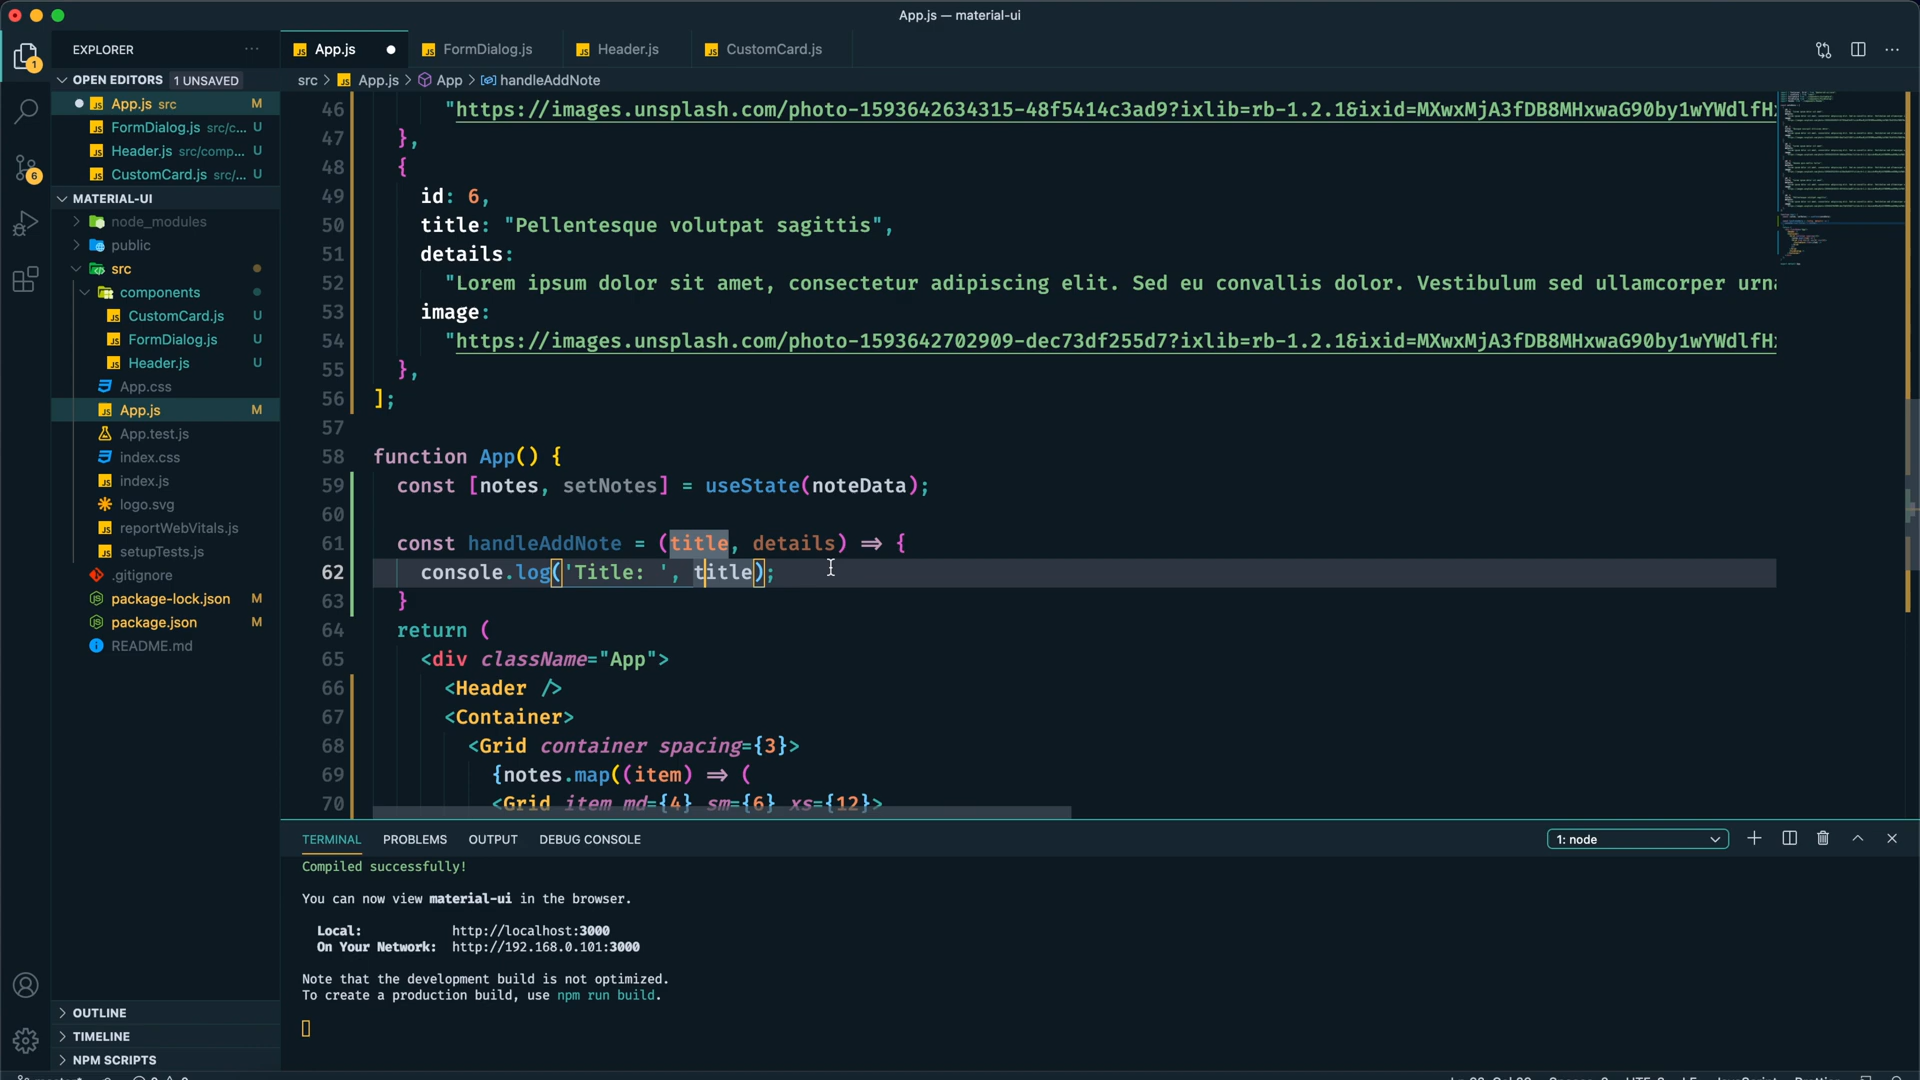 App.js — material-ui
EXPLORER
App.js
FormDialog.js
Header.js
CustomCard.js
OPEN EDITORS 1 UNSAVED
src > App.js > App > handleAddNote
App.js src M
FormDialog.js src/c... U
Header.js src/comp... U
CustomCard.js src/... U
MATERIAL-UI
node_modules
public
src
components
CustomCard.js U
FormDialog.js U
Header.js U
App.css
App.js M
App.test.js
index.css
index.js
logo.svg
reportWebVitals.js
setupTests.js
.gitignore
package-lock.json M
package.json M
README.md
OUTLINE
TIMELINE
NPM SCRIPTS
1
6
46 "https://images.unsplash.com/photo-1593642634315-48f5414c3ad9?ixlib=rb-1.2.1&ixid=MXwxMjA3fDB8MHxwaG90by1wYWdlfH
47 },
48 {
49 id: 6,
50 title: "Pellentesque volutpat sagittis",
51 details:
52 "Lorem ipsum dolor sit amet, consectetur adipiscing elit. Sed eu convallis dolor. Vestibulum sed ullamcorper urn
53 image:
54 "https://images.unsplash.com/photo-1593642702909-dec73df255d7?ixlib=rb-1.2.1&ixid=MXwxMjA3fDB8MHxwaG90by1wYWdlfH
55 },
56 ];
57
58 function App() {
59 const [notes, setNotes] = useState(noteData);
60
61 const handleAddNote = (title, details) => {
62 console.log('Title: ', title);
63 }
64 return (
65 <div className="App">
66 <Header />
67 <Container>
68 <Grid container spacing={3}>
69 {notes.map((item) => (
70 <Grid item md={4} sm={6} xs={12}>
TERMINAL PROBLEMS OUTPUT DEBUG CONSOLE 1: node
Compiled successfully!
You can now view material-ui in the browser.
Local: http://localhost:3000
On Your Network: http://192.168.0.101:3000
Note that the development build is not optimized.
To create a production build, use npm run build.